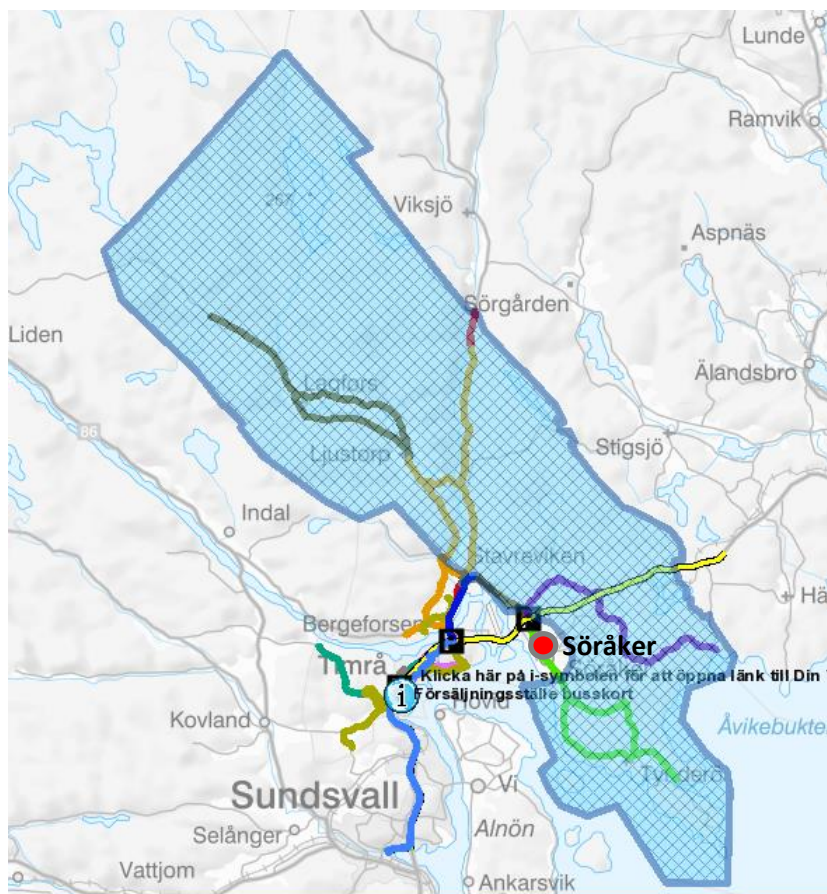 Lunde
Ramvik
267
Viksjö
Aspnäs
Sörgården
Liden
Lagfors
Älandsbro
86
Ljustorp
Stigsjö
Indal
Stavreviken
Hä
Bergeforsen
P
Söråker
Timrå
Klicka här på i-symbolen för att öppna länk till Din
i Försäljningsställe busskort
Hovid
Kovland
Åvikebukte
Tynderö
Sundsvall
Vi
Selånger
Alnön
Vattjom
Ankarsvik